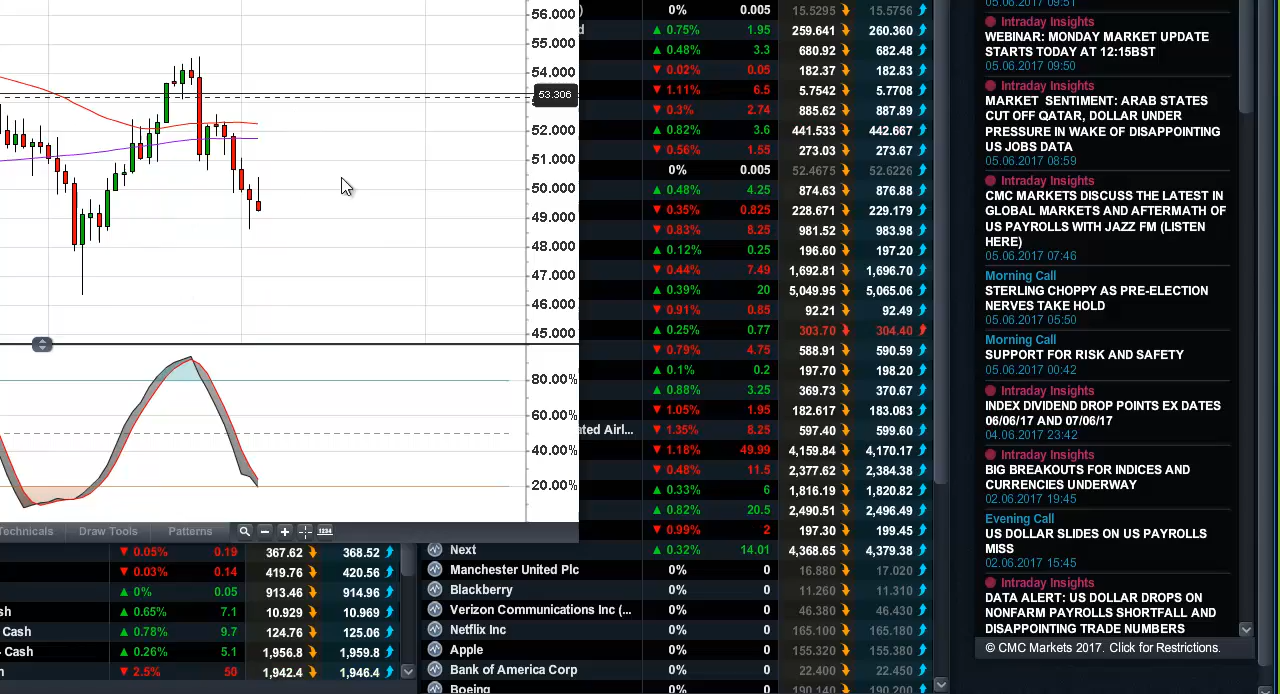 56.000
55.000
54.000
53.306
52.000
51.000
50.000
49.000
48.000
47.000
46.000
45.000
80.00%
60.00%
40.00%
20.00%
Technicals Draw Tools Patterns 1234
▼ 0.05% 0.19 367.62 368.52
▼ 0.03% 0.14 419.76 420.56
▲ 0% 0.05 913.46 914.96
sh ▲ 0.65% 7.1 10.929 10.969
Cash ▲ 0.78% 9.7 124.76 125.06
- Cash ▲ 0.26% 5.1 1,956.8 1,959.8
n ▼ 2.5% 50 1,942.4 1,946.4
0% 0.005 15.5295 15.5756
▲ 0.75% 1.95 259.641 260.360
▲ 0.48% 3.3 680.92 682.48
▼ 0.02% 0.05 182.37 182.83
▼ 1.11% 6.5 5.7542 5.7708
▼ 0.3% 2.74 885.62 887.89
▲ 0.82% 3.6 441.533 442.667
▼ 0.56% 1.55 273.03 273.67
0% 0.005 52.4675 52.6226
▲ 0.48% 4.25 874.63 876.88
▼ 0.35% 0.825 228.671 229.179
▼ 0.83% 8.25 981.52 983.98
▲ 0.12% 0.25 196.60 197.20
▼ 0.44% 7.49 1,692.81 1,696.70
▲ 0.39% 20 5,049.95 5,065.06
▼ 0.91% 0.85 92.21 92.49
▲ 0.25% 0.77 303.70 304.40
▼ 0.79% 4.75 588.91 590.59
▲ 0.1% 0.2 197.70 198.20
▲ 0.88% 3.25 369.73 370.67
▼ 1.05% 1.95 182.617 183.083
ated Airl... ▼ 1.35% 8.25 597.40 599.60
▼ 1.18% 49.99 4,159.84 4,170.17
▼ 0.48% 11.5 2,377.62 2,384.38
▲ 0.33% 6 1,816.19 1,820.82
▲ 0.82% 20.5 2,490.51 2,496.49
▼ 0.99% 2 197.30 199.45
Next ▲ 0.32% 14.01 4,368.65 4,379.38
Manchester United Plc 0% 0 16.880 17.020
Blackberry 0% 0 11.260 11.310
Verizon Communications Inc (... 0% 0 46.380 46.430
Netflix Inc 0% 0 165.100 165.180
Apple 0% 0 155.320 155.380
Bank of America Corp 0% 0 22.400 22.450
Boeing 0% 0 190.140 190.200
05.06.2017 09:51
Intraday Insights
WEBINAR: MONDAY MARKET UPDATE
STARTS TODAY AT 12:15BST
05.06.2017 09:50
Intraday Insights
MARKET SENTIMENT: ARAB STATES
CUT OFF QATAR, DOLLAR UNDER
PRESSURE IN WAKE OF DISAPPOINTING
US JOBS DATA
05.06.2017 08:59
Intraday Insights
CMC MARKETS DISCUSS THE LATEST IN
GLOBAL MARKETS AND AFTERMATH OF
US PAYROLLS WITH JAZZ FM (LISTEN
HERE)
05.06.2017 07:46
Morning Call
STERLING CHOPPY AS PRE-ELECTION
NERVES TAKE HOLD
05.06.2017 05:50
Morning Call
SUPPORT FOR RISK AND SAFETY
05.06.2017 00:42
Intraday Insights
INDEX DIVIDEND DROP POINTS EX DATES
06/06/17 AND 07/06/17
04.06.2017 23:42
Intraday Insights
BIG BREAKOUTS FOR INDICES AND
CURRENCIES UNDERWAY
02.06.2017 19:45
Evening Call
US DOLLAR SLIDES ON US PAYROLLS
MISS
02.06.2017 15:45
Intraday Insights
DATA ALERT: US DOLLAR DROPS ON
NONFARM PAYROLLS SHORTFALL AND
DISAPPOINTING TRADE NUMBERS
© CMC Markets 2017. Click for Restrictions.